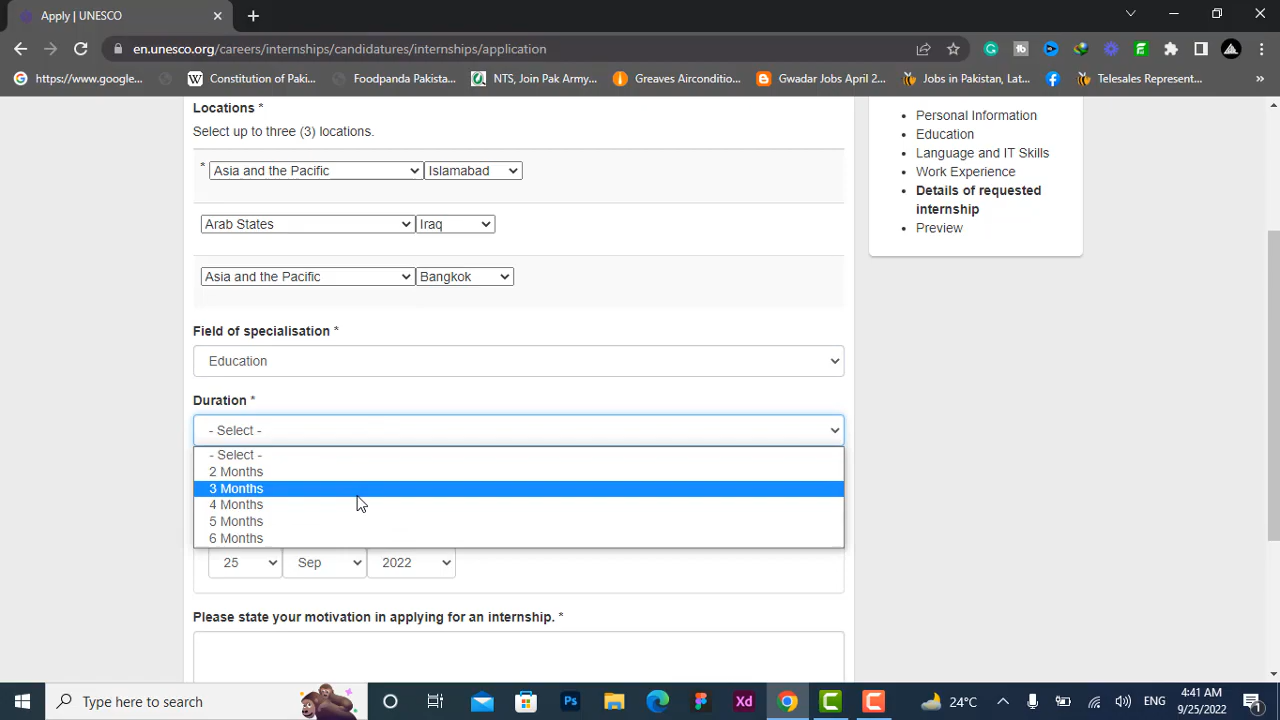 Apply | UNESCO
en.unesco.org/careers/internships/candidatures/internships/application
https://www.google...
Constitution of Paki...
Foodpanda Pakista...
NTS, Join Pak Army,...
Greaves Airconditio...
Gwadar Jobs April 2...
Jobs in Pakistan, Lat...
Telesales Represent...
»
Locations *
Select up to three (3) locations.
* Asia and the Pacific Islamabad
Arab States Iraq
Asia and the Pacific Bangkok
Field of specialisation *
Education
Duration *
- Select -
- Select -
2 Months
3 Months
4 Months
5 Months
6 Months
25 Sep 2022
Please state your motivation in applying for an internship. *
Personal Information
Education
Language and IT Skills
Work Experience
Details of requested
internship
Preview
Type here to search
Ps
Xd
24°C
ENG
4:41 AM
9/25/2022
1